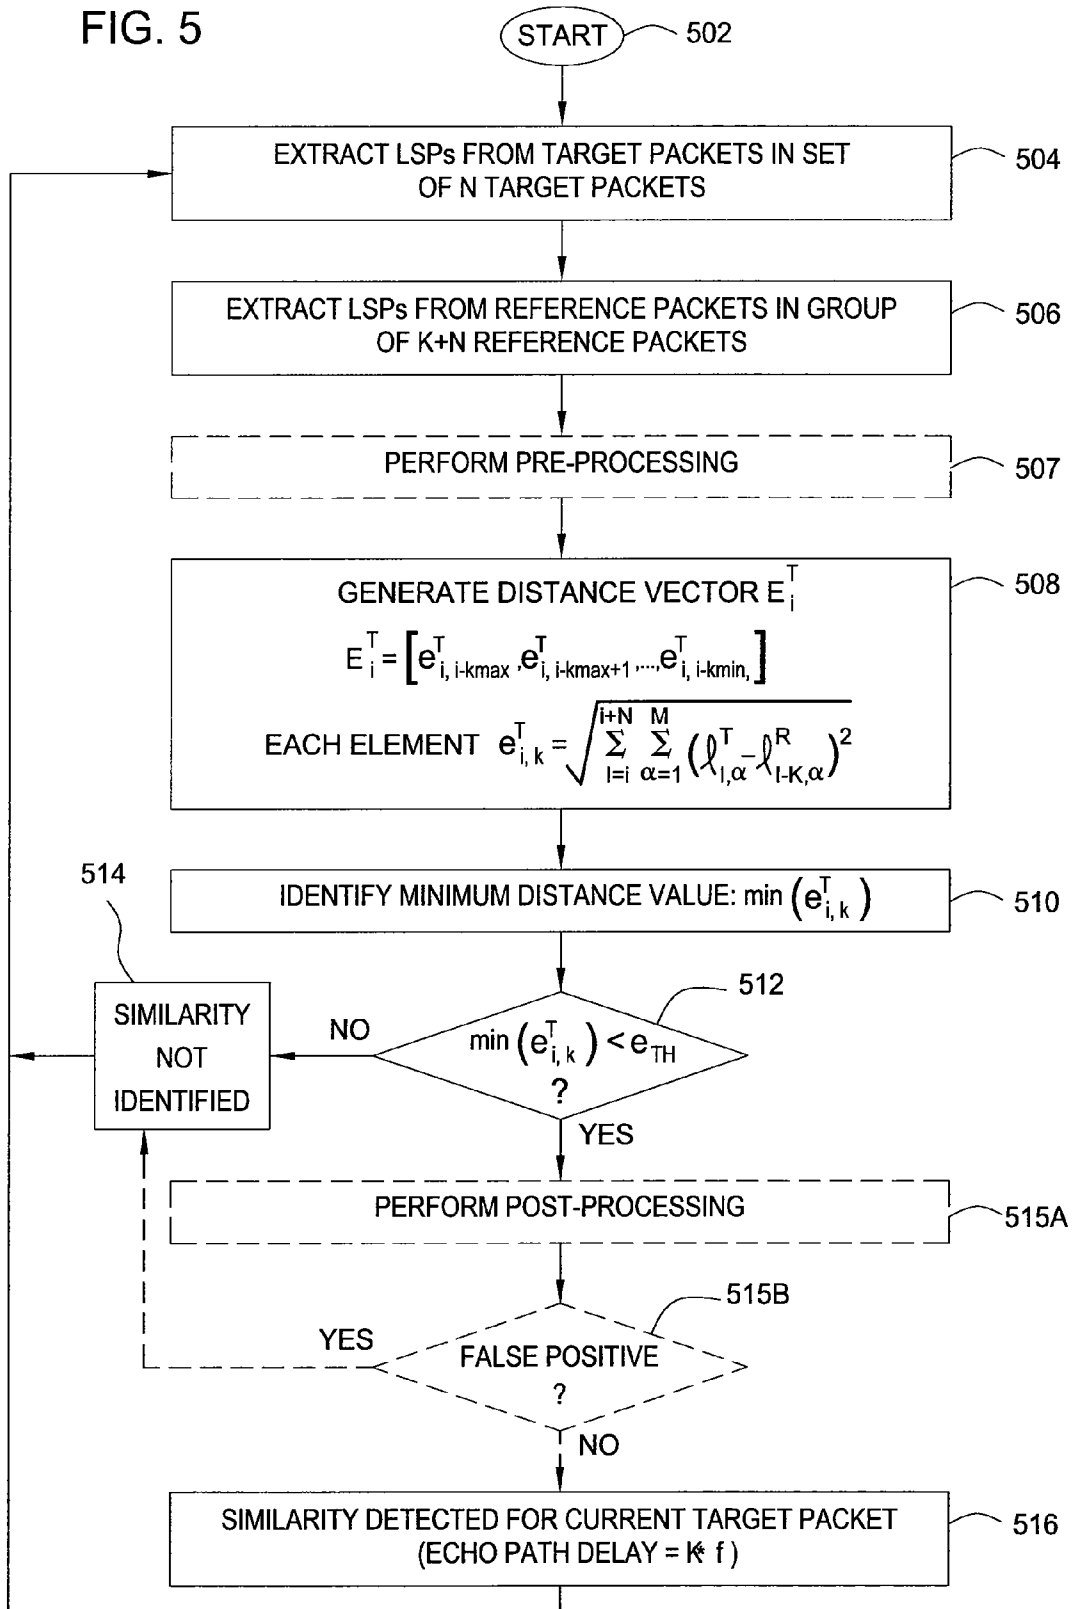 FIG. 5
START
502
EXTRACT LSPs FROM TARGET PACKETS IN SET
OF N TARGET PACKETS
504
EXTRACT LSPs FROM REFERENCE PACKETS IN GROUP
OF K+N REFERENCE PACKETS
506
PERFORM PRE-PROCESSING
507
GENERATE DISTANCE VECTOR E_i^T
508
E_i^T = [e^T_{i, i-kmax} ,e^T_{i, i-kmax+1} ,...,e^T_{i, i-kmin,}]
EACH ELEMENT e^T_{i, k} = √(∑_{l=i}^{i+N} ∑_{α=1}^{M} (ℓ^T_{l,α} - ℓ^R_{l-K,α})^2)
IDENTIFY MINIMUM DISTANCE VALUE: min (e^T_{i, k})
510
514
SIMILARITY
NOT
IDENTIFIED
NO
min (e^T_{i, k}) < e_TH
?
512
YES
PERFORM POST-PROCESSING
515A
515B
YES
FALSE POSITIVE
?
NO
SIMILARITY DETECTED FOR CURRENT TARGET PACKET
(ECHO PATH DELAY = K* f )
516